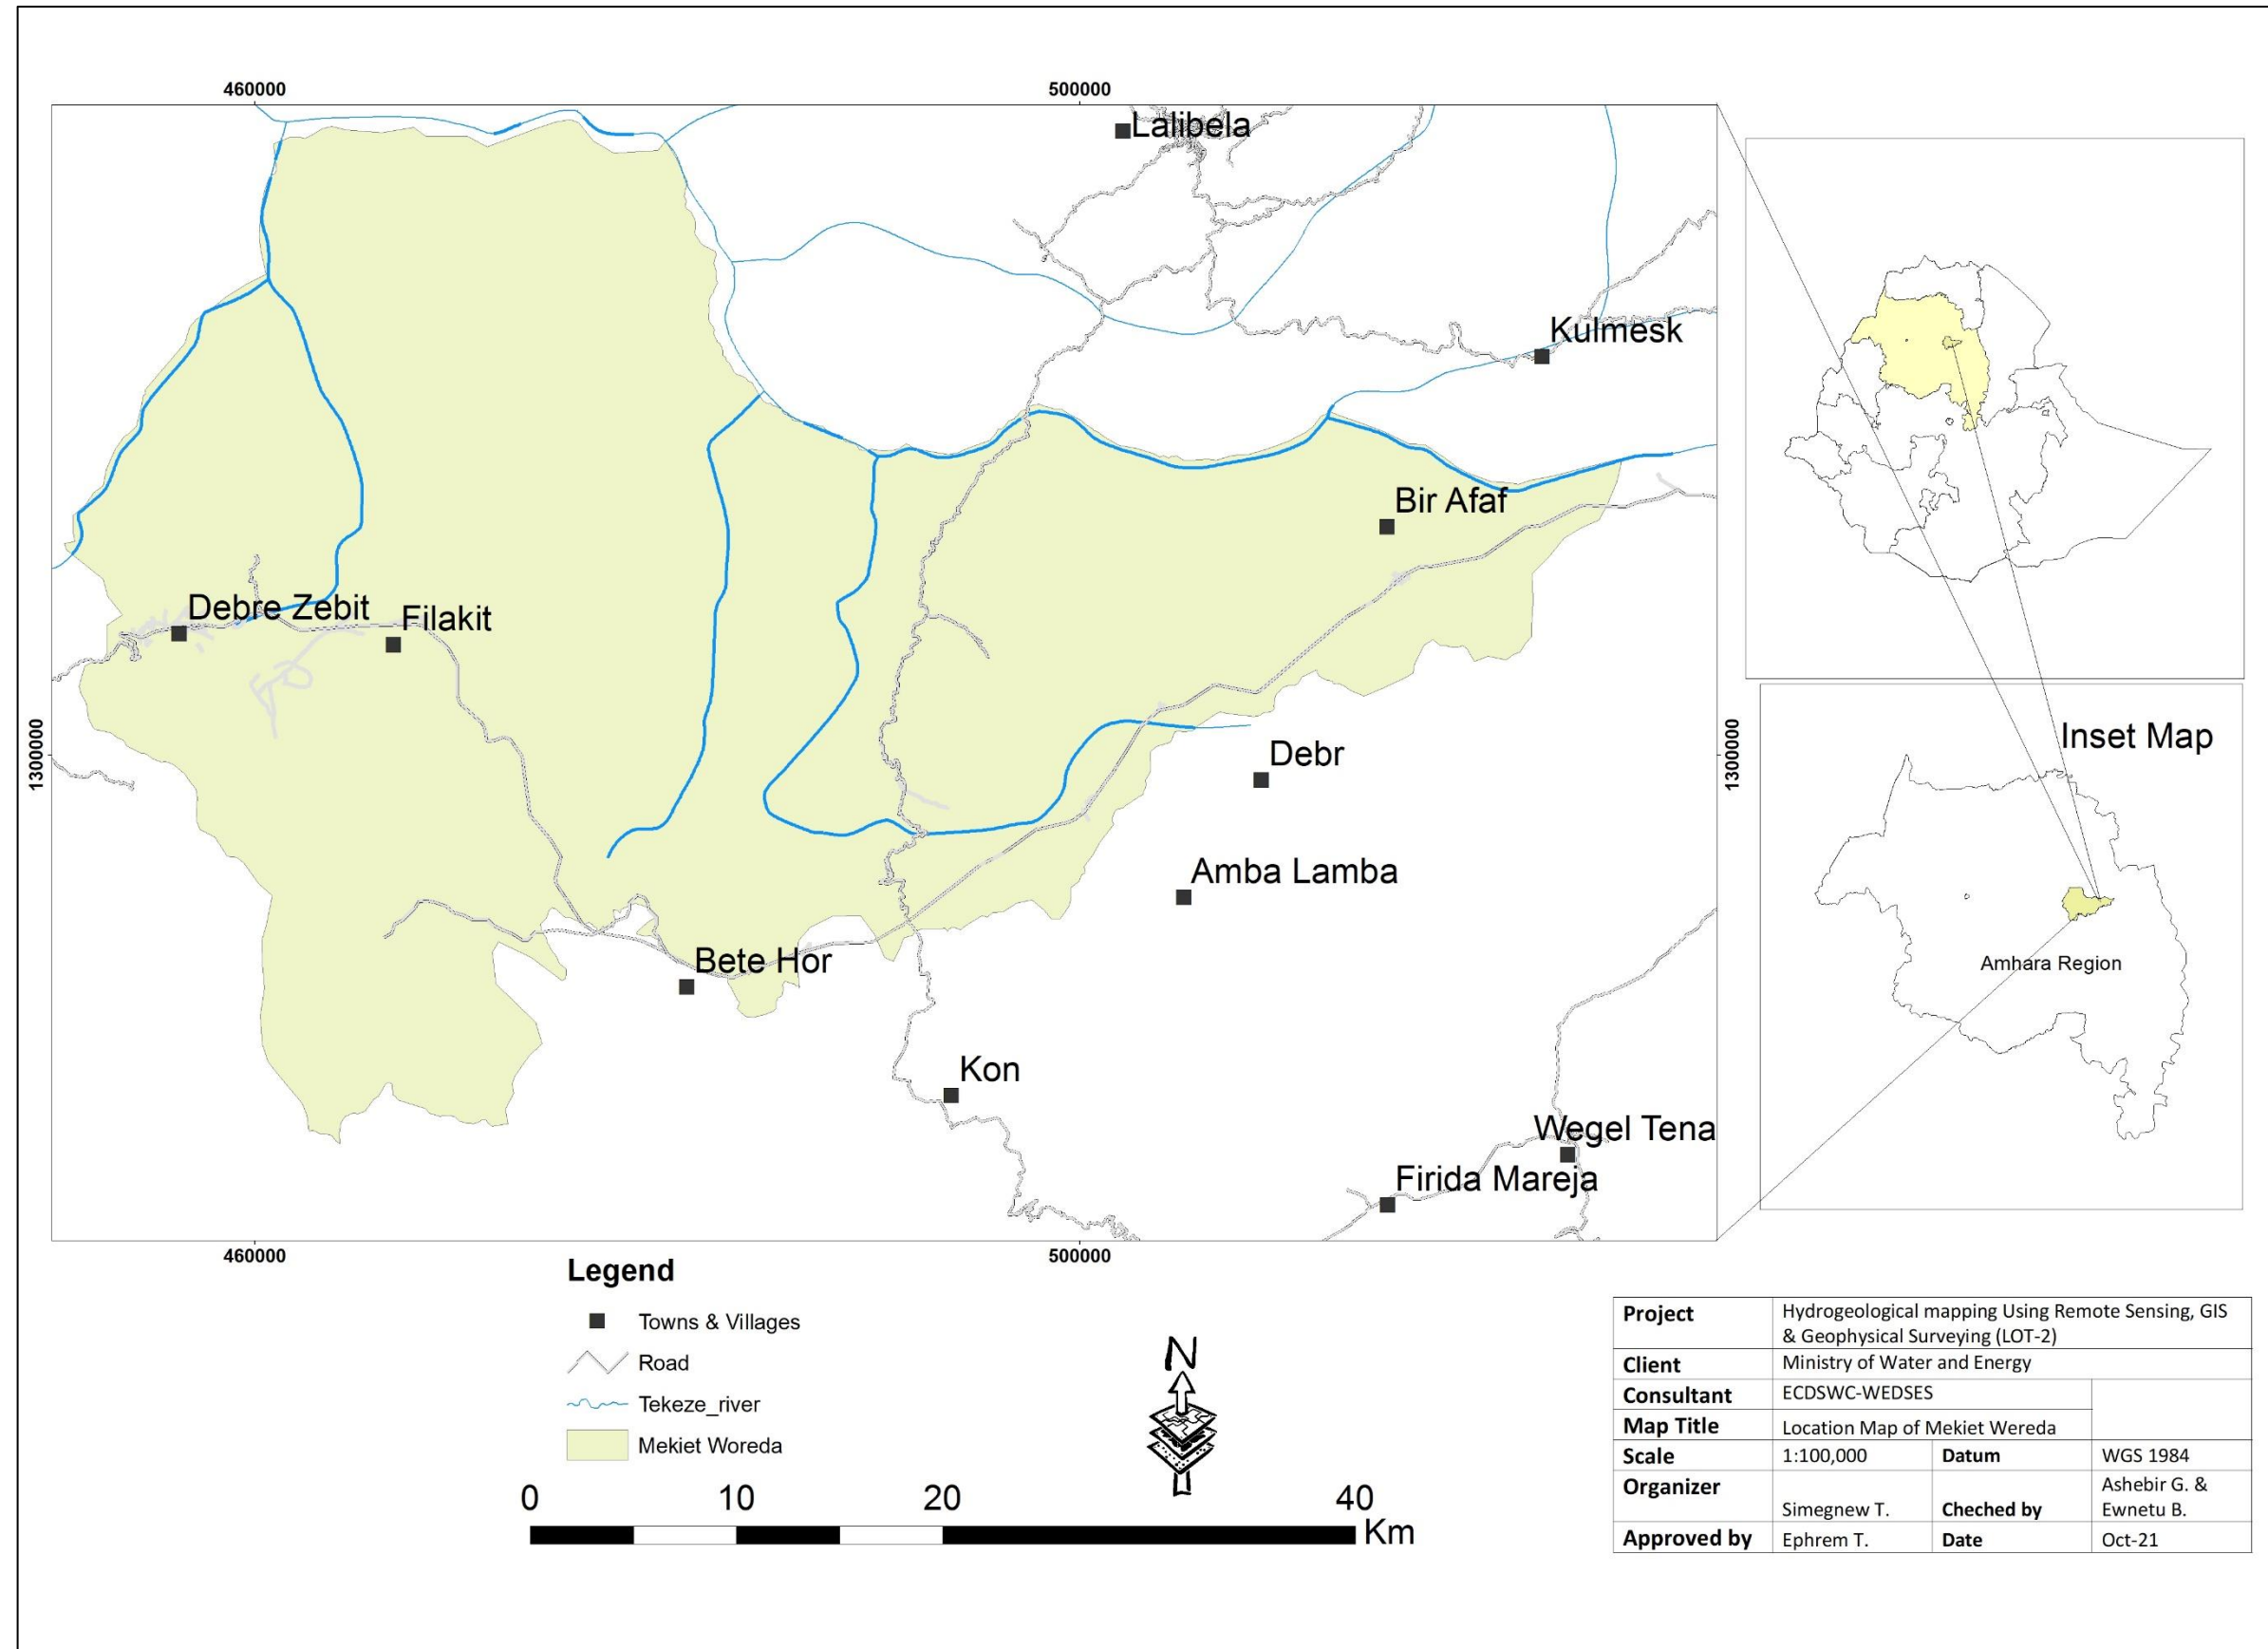 460000 500000
Lalibela
Kulmesk
Bir Afaf
Debre Zebit
Filakit
1300000
1300000
Debr
Inset Map
Amba Lamba
Bete Hor
Amhara Region
Kon
Wegel Tena
Firida Mareja
460000 500000
Legend
Towns & Villages
Road
Tekeze_river
Mekiet Woreda
N
0 10 20 40
Km
Project Hydrogeological mapping Using Remote Sensing, GIS
& Geophysical Surveying (LOT-2)
Client Ministry of Water and Energy
Consultant ECDSWC-WEDSES
Map Title Location Map of Mekiet Wereda
Scale 1:100,000 Datum WGS 1984
Organizer Simegnew T. Cheched by Ashebir G. &
Ewnetu B.
Approved by Ephrem T. Date Oct-21